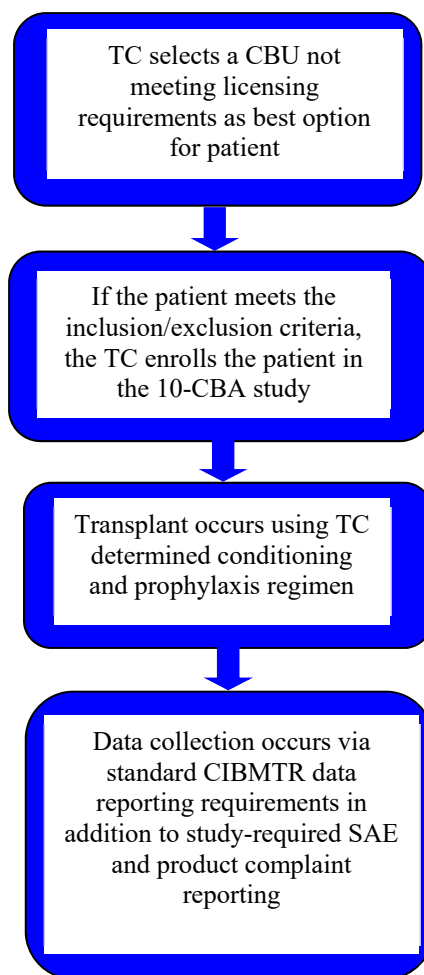 TC selects a CBU not
meeting licensing
requirements as best option
for patient
If the patient meets the
inclusion/exclusion criteria,
the TC enrolls the patient in
the 10-CBA study
Transplant occurs using TC
determined conditioning
and prophylaxis regimen
Data collection occurs via
standard CIBMTR data
reporting requirements in
addition to study-required SAE
and product complaint
reporting